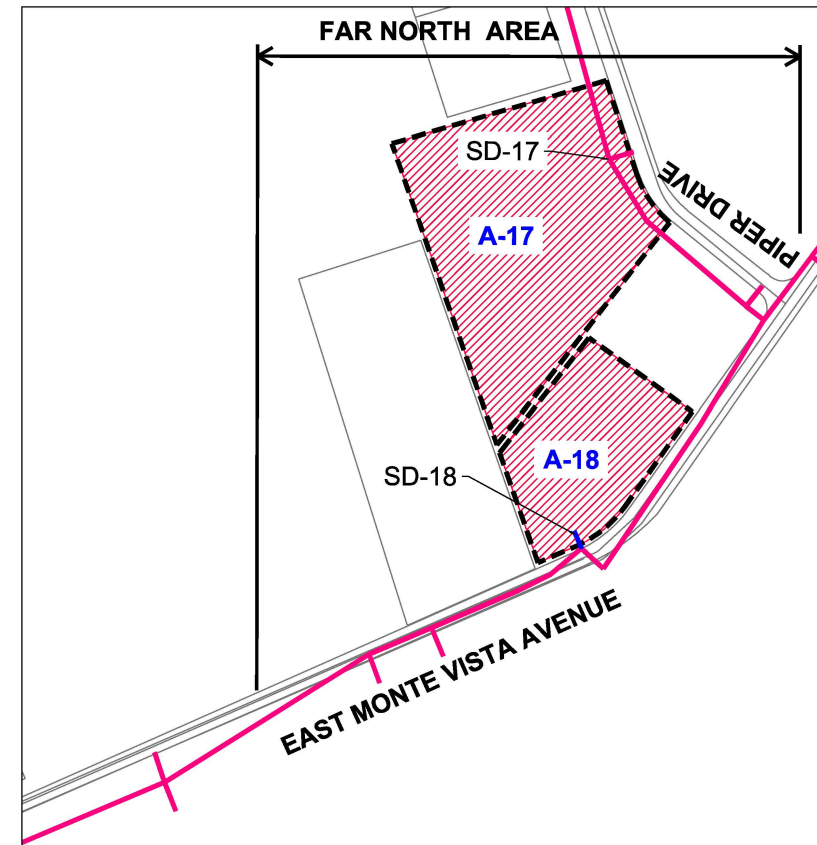 FAR NORTH AREA
SD-17
PIPER DRIVE
A-17
A-18
SD-18
EAST MONTE VISTA AVENUE